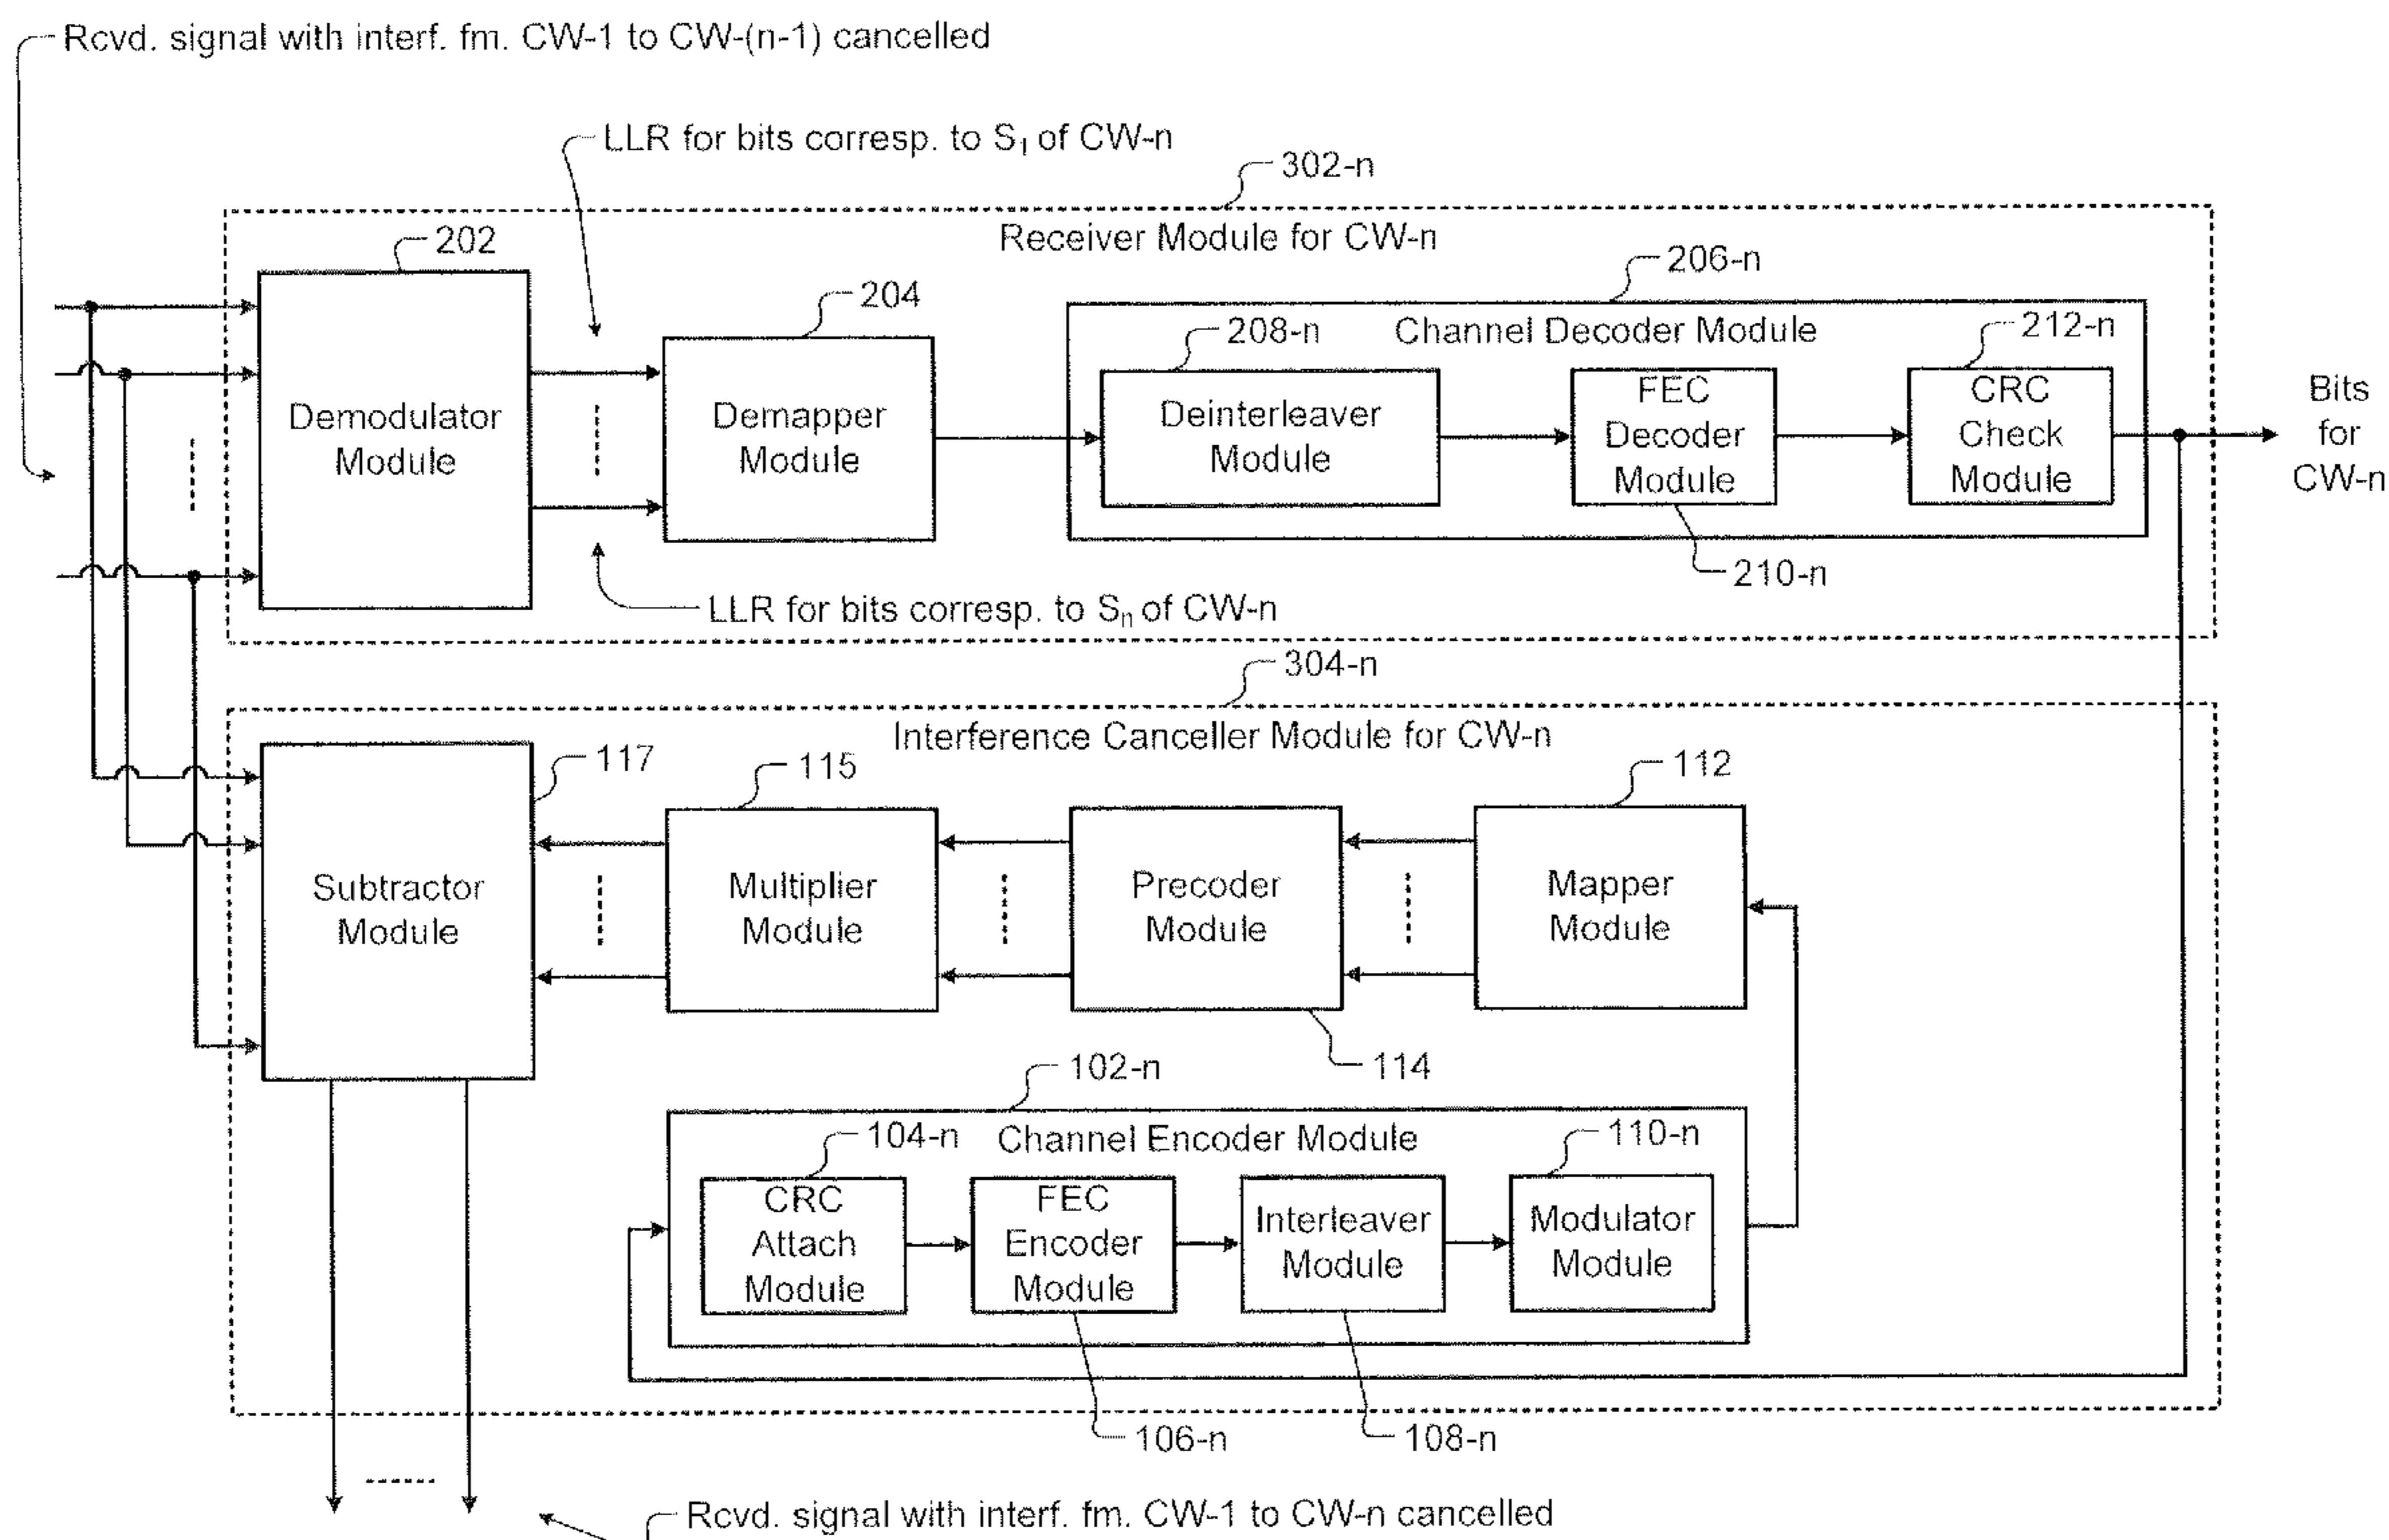 Rcvd. signal with interf. fm. CW-1 to CW-(n-1) cancelled
LLR for bits corresp. to S1 of CW-n
302-n
Receiver Module for CW-n
202
Demodulator
Module
204
Demapper
Module
206-n
Channel Decoder Module
208-n
Deinterleaver
Module
FEC
Decoder
Module
210-n
212-n
CRC
Check
Module
Bits
for
CW-n
LLR for bits corresp. to Sn of CW-n
304-n
Interference Canceller Module for CW-n
117
Subtractor
Module
115
Multiplier
Module
Precoder
Module
114
112
Mapper
Module
102-n
Channel Encoder Module
104-n
CRC
Attach
Module
FEC
Encoder
Module
106-n
Interleaver
Module
108-n
110-n
Modulator
Module
Rcvd. signal with interf. fm. CW-1 to CW-n cancelled